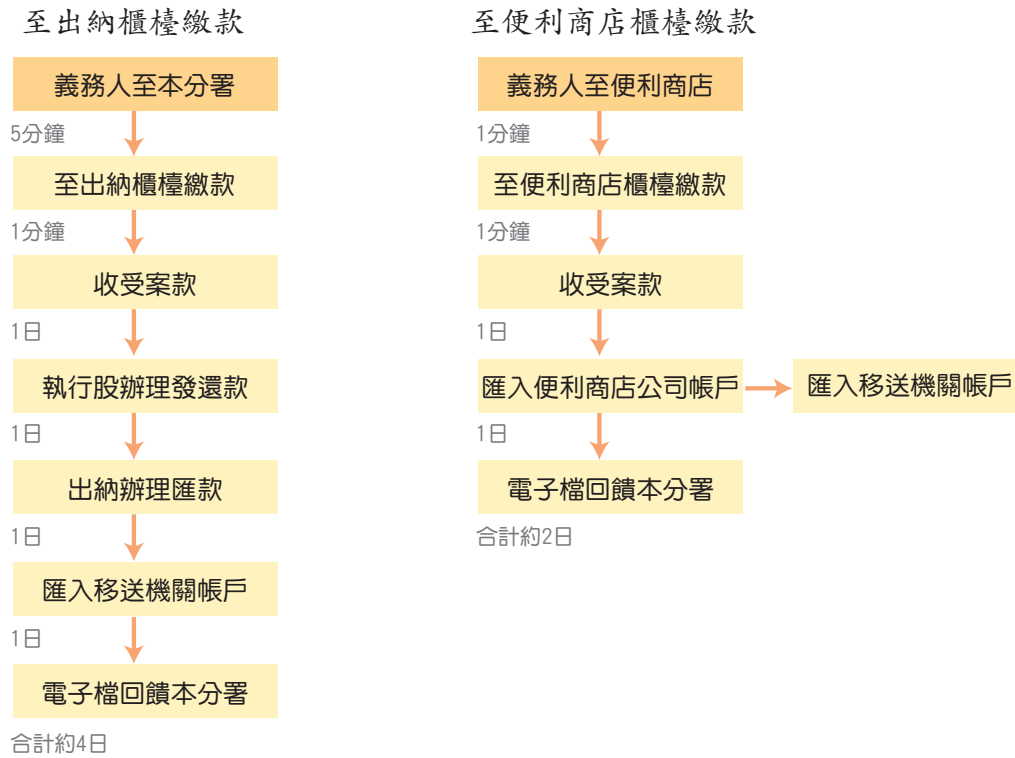 至出納櫃檯繳款
義務人至本分署
5分鐘
至出納櫃檯繳款
1分鐘
收受案款
1日
執行股辦理發還款
1日
出納辦理匯款
1日
匯入移送機關帳戶
1日
電子檔回饋本分署
合計約4日
至便利商店櫃檯繳款
義務人至便利商店
1分鐘
至便利商店櫃檯繳款
1分鐘
收受案款
1日
匯入便利商店公司帳戶
匯入移送機關帳戶
1日
電子檔回饋本分署
合計約2日